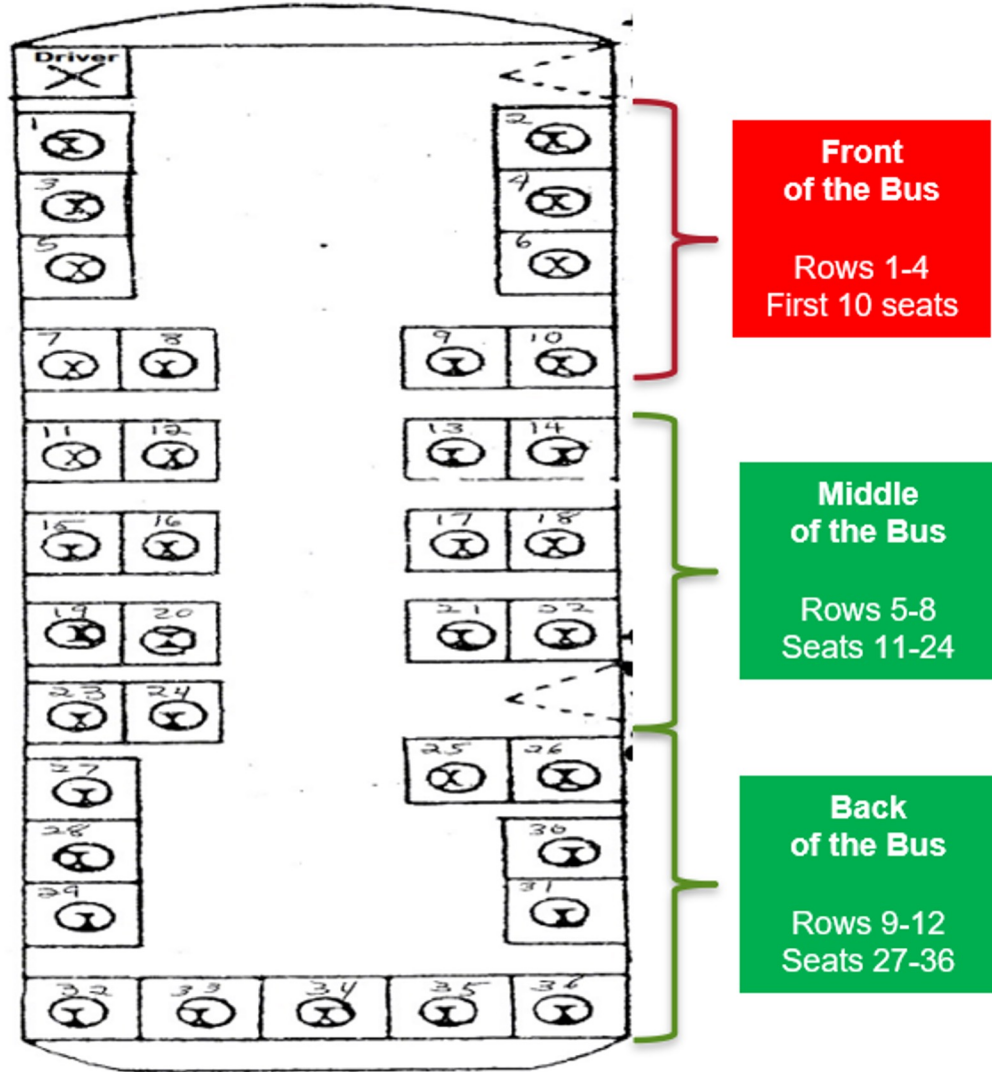 Driver
1
2
3
4
5
6
7 8 9 10
11 12 13 14
15 16 17 18
19 20 21 22
23 24
25 26
27
28 30
29 31
32 33 34 35 36
Front
of the Bus
Rows 1-4
First 10 seats
Middle
of the Bus
Rows 5-8
Seats 11-24
Back
of the Bus
Rows 9-12
Seats 27-36